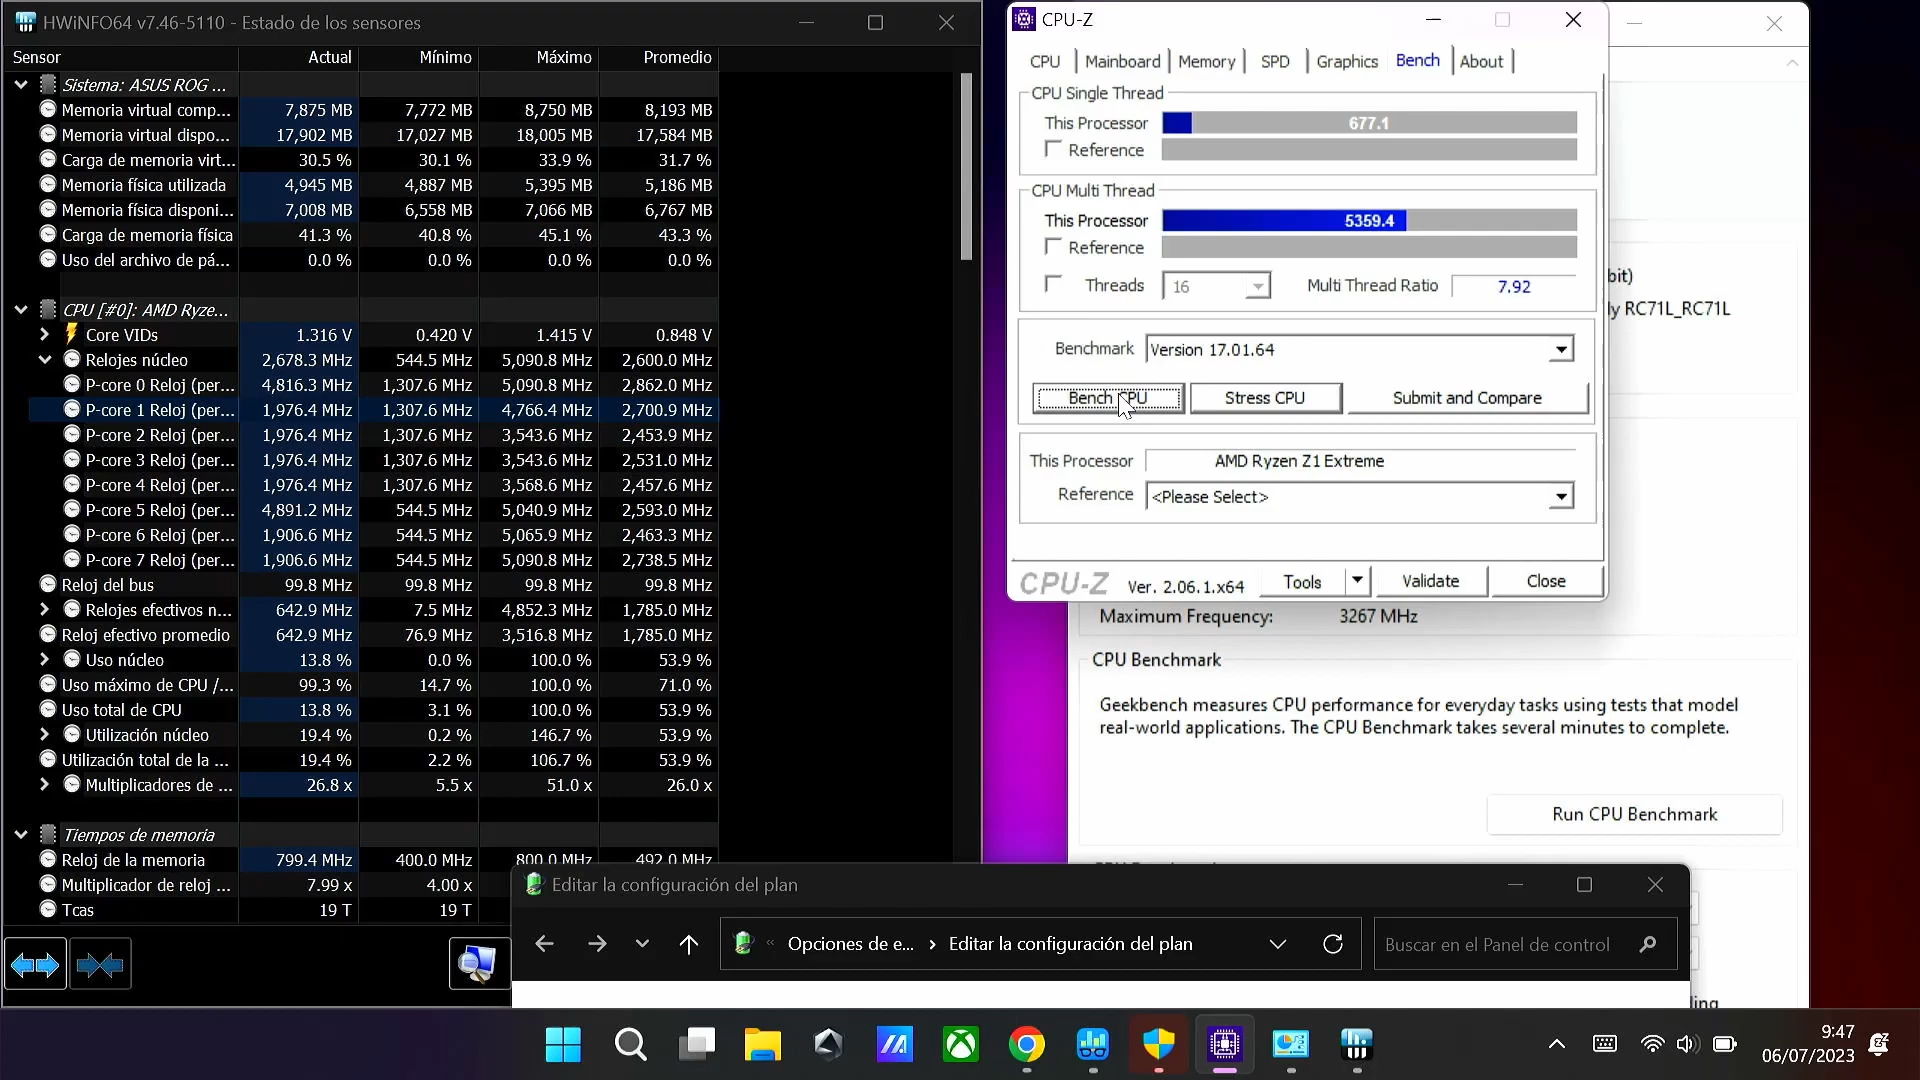 HWiNFO64 v7.46-5110 - Estado de los sensores
Sensor Actual Mínimo Máximo Promedio
Sistema: ASUS ROG ...
Memoria virtual comp... 7,875 MB 7,772 MB 8,750 MB 8,193 MB
Memoria virtual dispo... 17,902 MB 17,027 MB 18,005 MB 17,584 MB
Carga de memoria virt... 30.5 % 30.1 % 33.9 % 31.7 %
Memoria física utilizada 4,945 MB 4,887 MB 5,395 MB 5,186 MB
Memoria física disponi... 7,008 MB 6,558 MB 7,066 MB 6,767 MB
Carga de memoria física 41.3 % 40.8 % 45.1 % 43.3 %
Uso del archivo de pá... 0.0 % 0.0 % 0.0 % 0.0 %
CPU [#0]: AMD Ryze...
Core VIDs 1.316 V 0.420 V 1.415 V 0.848 V
Relojes núcleo 2,678.3 MHz 544.5 MHz 5,090.8 MHz 2,600.0 MHz
P-core 0 Reloj (per... 4,816.3 MHz 1,307.6 MHz 5,090.8 MHz 2,862.0 MHz
P-core 1 Reloj (per... 1,976.4 MHz 1,307.6 MHz 4,766.4 MHz 2,700.9 MHz
P-core 2 Reloj (per... 1,976.4 MHz 1,307.6 MHz 3,543.6 MHz 2,453.9 MHz
P-core 3 Reloj (per... 1,976.4 MHz 1,307.6 MHz 3,543.6 MHz 2,531.0 MHz
P-core 4 Reloj (per... 1,976.4 MHz 1,307.6 MHz 3,568.6 MHz 2,457.6 MHz
P-core 5 Reloj (per... 4,891.2 MHz 544.5 MHz 5,040.9 MHz 2,593.0 MHz
P-core 6 Reloj (per... 1,906.6 MHz 544.5 MHz 5,065.9 MHz 2,463.3 MHz
P-core 7 Reloj (per... 1,906.6 MHz 544.5 MHz 5,090.8 MHz 2,738.5 MHz
Reloj del bus 99.8 MHz 99.8 MHz 99.8 MHz 99.8 MHz
Relojes efectivos n... 642.9 MHz 7.5 MHz 4,852.3 MHz 1,785.0 MHz
Reloj efectivo promedio 642.9 MHz 76.9 MHz 3,516.8 MHz 1,785.0 MHz
Uso núcleo 13.8 % 0.0 % 100.0 % 53.9 %
Uso máximo de CPU /... 99.3 % 14.7 % 100.0 % 71.0 %
Uso total de CPU 13.8 % 3.1 % 100.0 % 53.9 %
Utilización núcleo 19.4 % 0.2 % 146.7 % 53.9 %
Utilización total de la ... 19.4 % 2.2 % 106.7 % 53.9 %
Multiplicadores de ... 26.8 x 5.5 x 51.0 x 26.0 x
Tiempos de memoria
Reloj de la memoria 799.4 MHz 400.0 MHz 800.0 MHz 492.0 MHz
Multiplicador de reloj ... 7.99 x 4.00 x
Tcas 19 T 19 T
CPU-Z
CPU Mainboard Memory SPD Graphics Bench About
CPU Single Thread
This Processor 677.1
Reference
CPU Multi Thread
This Processor 5359.4
Reference
Threads 16 Multi Thread Ratio 7.92
Benchmark Version 17.01.64
Bench CPU Stress CPU Submit and Compare
This Processor AMD Ryzen Z1 Extreme
Reference <Please Select>
CPU-Z Ver. 2.06.1.x64 Tools Validate Close
bit)
ly RC71L_RC71L
Maximum Frequency: 3267 MHz
CPU Benchmark
Geekbench measures CPU performance for everyday tasks using tests that model
real-world applications. The CPU Benchmark takes several minutes to complete.
Run CPU Benchmark
Editar la configuración del plan
« Opciones de e... › Editar la configuración del plan
Buscar en el Panel de control
9:47
06/07/2023